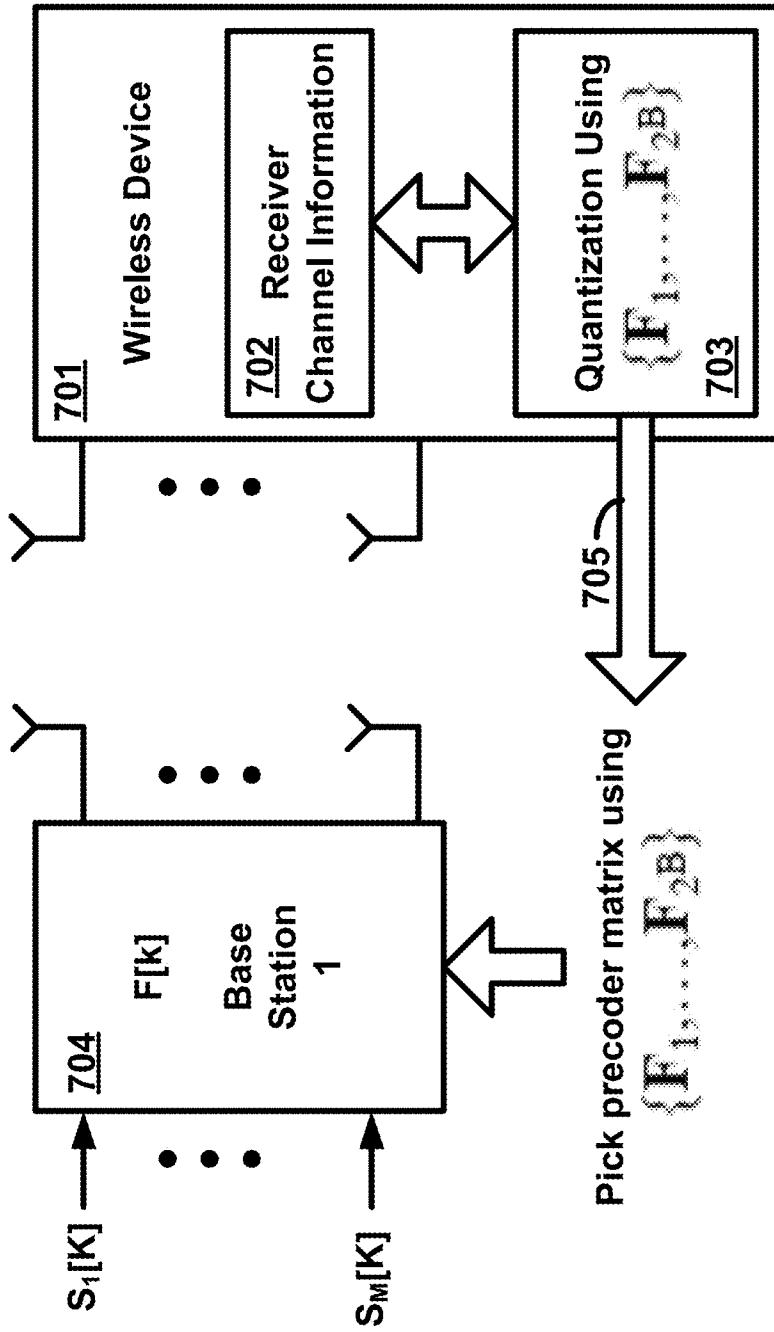 S1[K]
SM[K]
704
F[k]
Base
Station
1
Pick precoder matrix using
{F1,...,F2B}
701
Wireless Device
702
Receiver
Channel Information
Quantization Using
{F1,...,F2B}
703
705